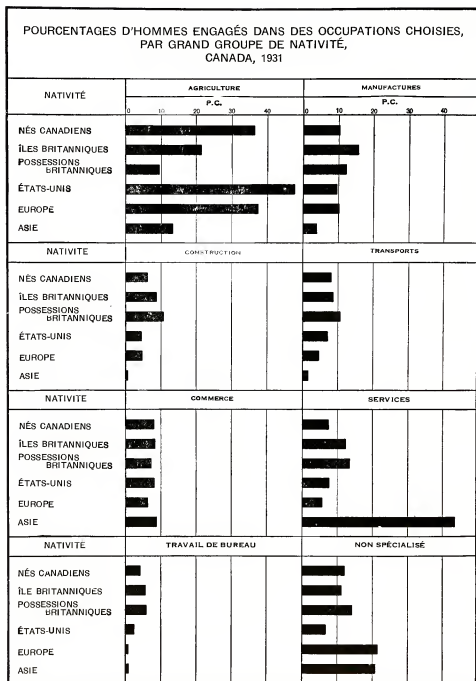 POURCENTAGES D'HOMMES ENGAGÉS DANS DES OCCUPATIONS CHOISIES,
PAR GRAND GROUPE DE NATIVITÉ,
CANADA, 1931
NATIVITÉ AGRICULTURE MANUFACTURES
P.C. P.C.
0 10 20 30 40 0 10 20 30 40
NÉS CANADIENS
ÎLES BRITANNIQUES
POSSESSIONS
BRITANNIQUES
ÉTATS-UNIS
EUROPE
ASIE
NATIVITÉ CONSTRUCTION TRANSPORTS
NÉS CANADIENS
ÎLES BRITANNIQUES
POSSESSIONS
BRITANNIQUES
ÉTATS-UNIS
EUROPE
ASIE
NATIVITÉ COMMERCE SERVICES
NÉS CANADIENS
ÎLES BRITANNIQUES
POSSESSIONS
BRITANNIQUES
ÉTATS-UNIS
EUROPE
ASIE
NATIVITÉ TRAVAIL DE BUREAU NON SPÉCIALISÉ
NÉS CANADIENS
ÎLE BRITANNIQUES
POSSESSIONS
BRITANNIQUES
ÉTATS-UNIS
EUROPE
ASIE